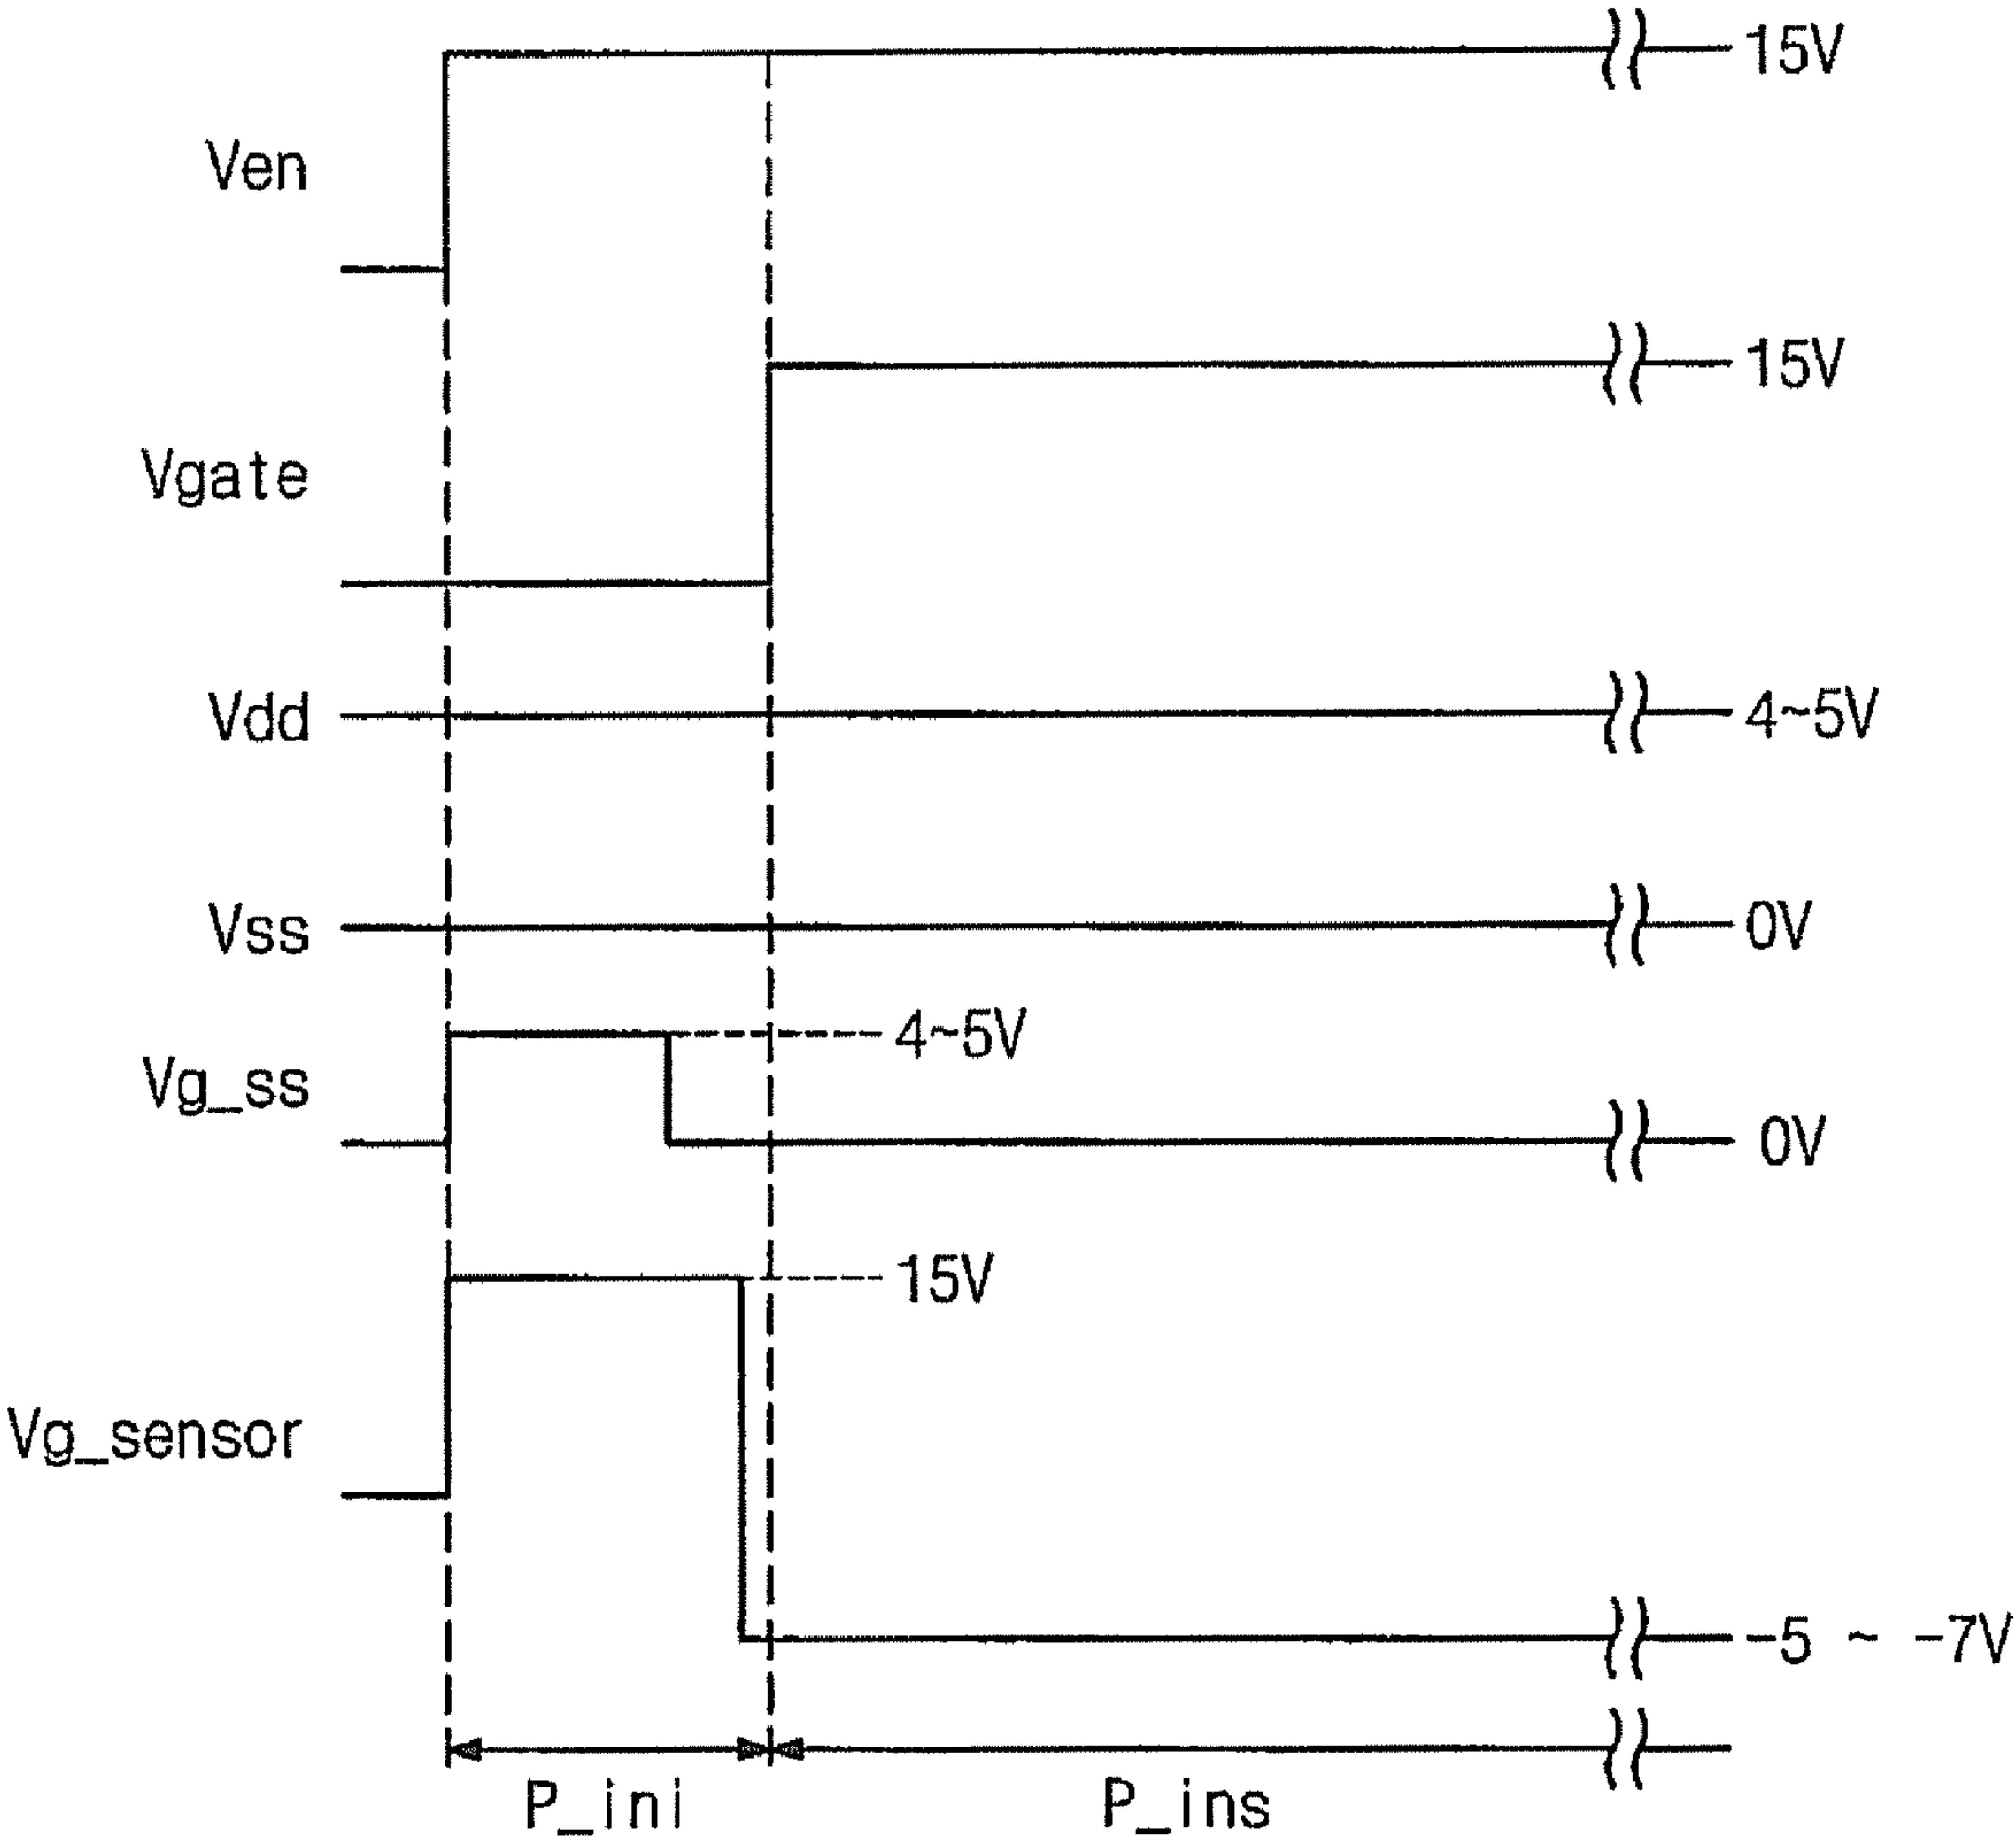 15V
Ven
15V
Vgate
Vdd
4~5V
Vss
0V
4~5V
Vg_ss
0V
15V
Vg_sensor
-5 ~ -7V
P_ini
P_ins